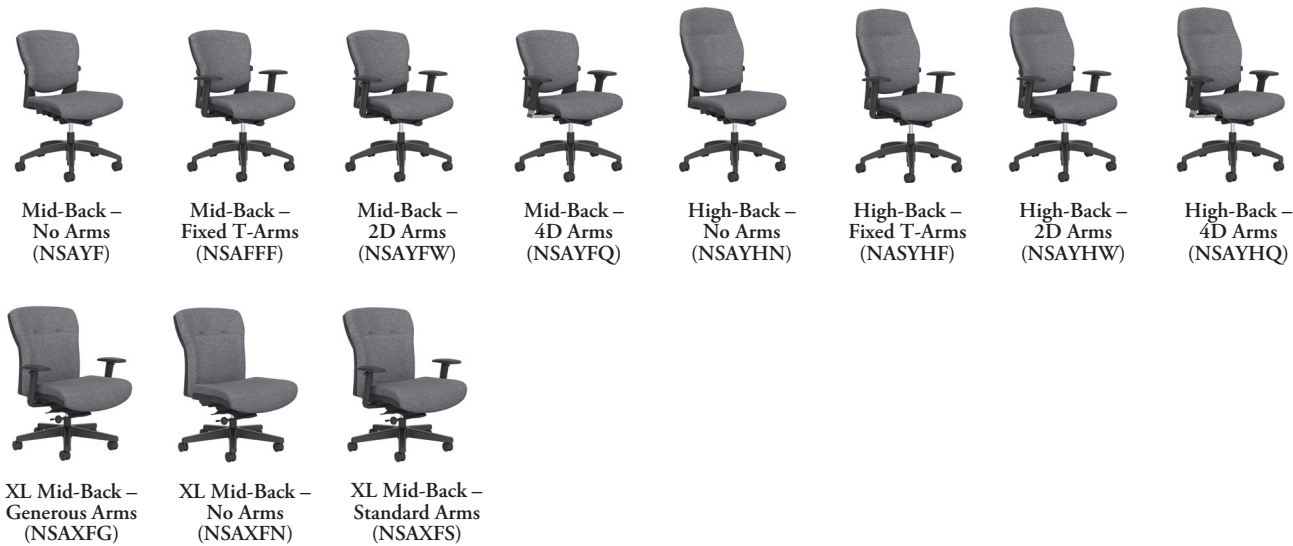 Mid-Back –
No Arms
(NSAYF)
Mid-Back –
Fixed T-Arms
(NSAFFF)
Mid-Back –
2D Arms
(NSAYFW)
Mid-Back –
4D Arms
(NSAYFQ)
High-Back –
No Arms
(NSAYHN)
High-Back –
Fixed T-Arms
(NASYHF)
High-Back –
2D Arms
(NSAYHW)
High-Back –
4D Arms
(NSAYHQ)
XL Mid-Back –
Generous Arms
(NSAXFG)
XL Mid-Back –
No Arms
(NSAXFN)
XL Mid-Back –
Standard Arms
(NSAXFS)